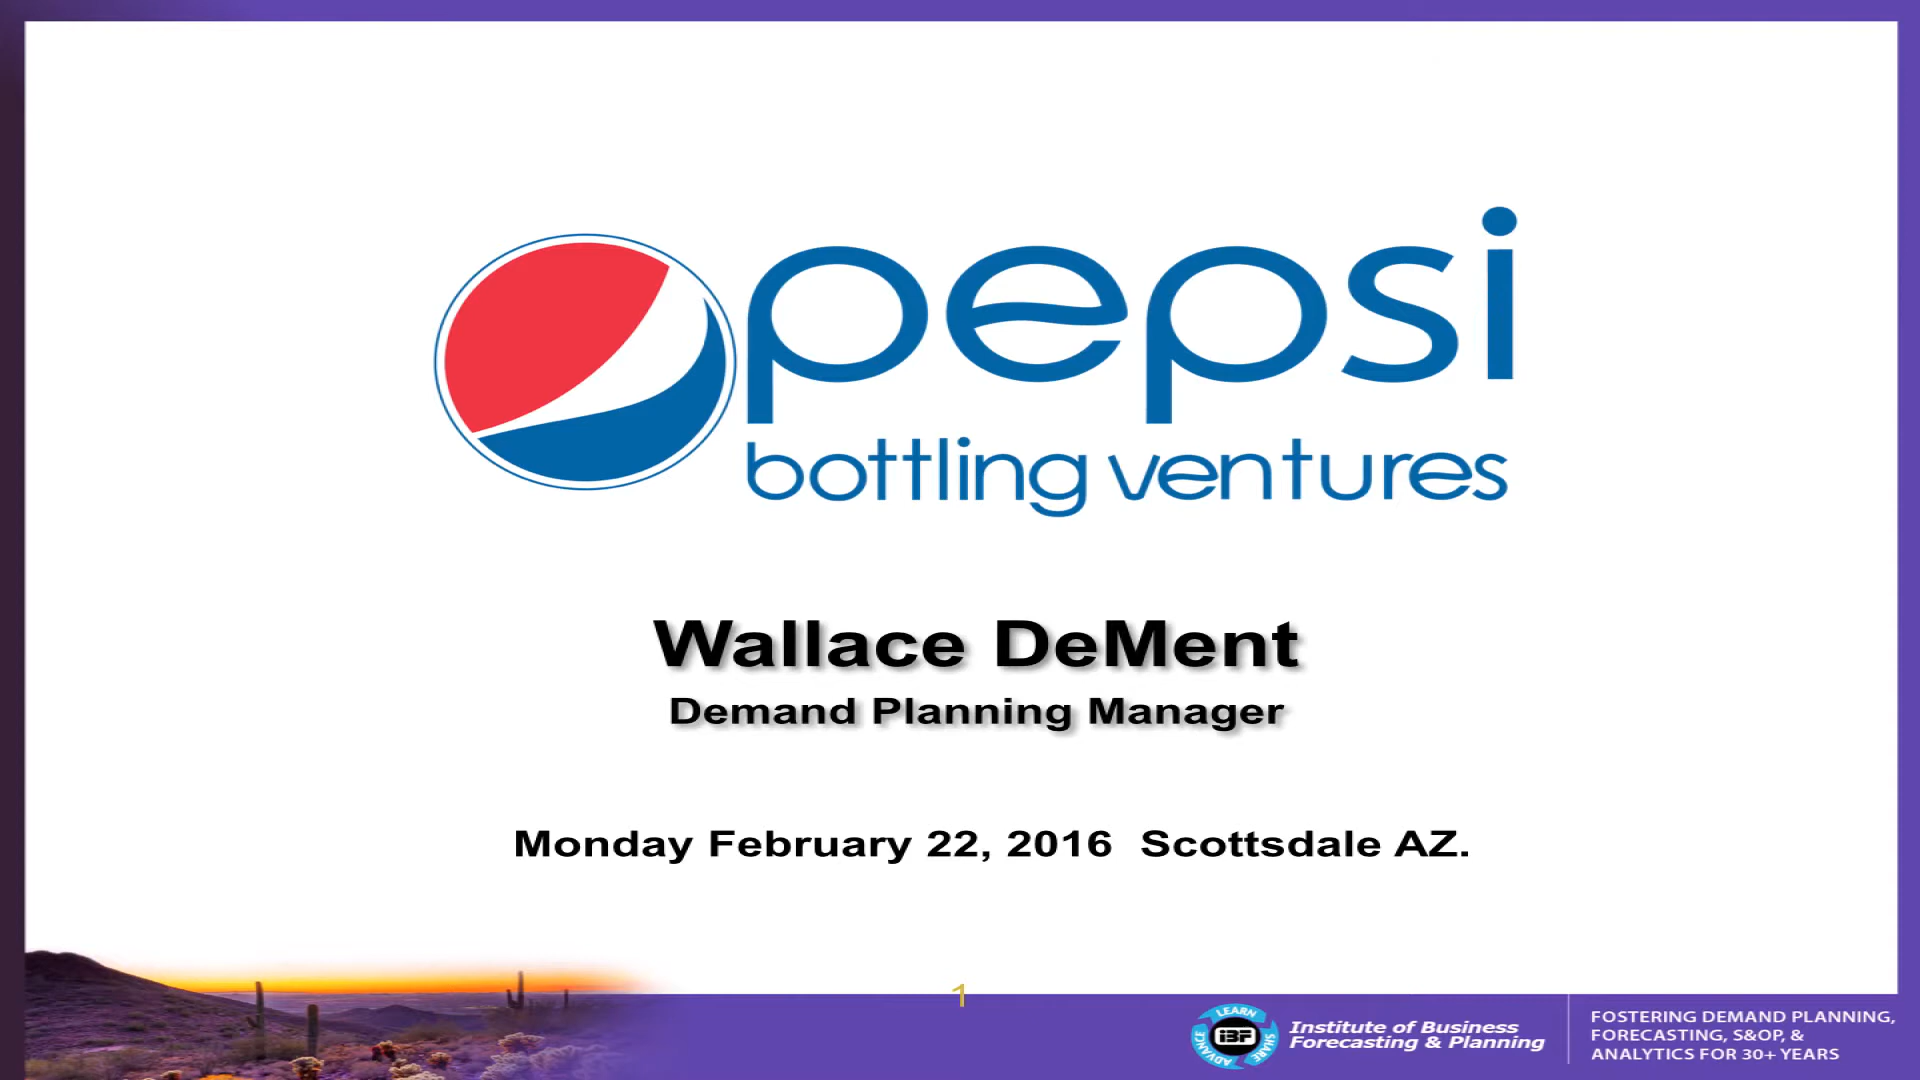 pepsi
bottling ventures
Wallace DeMent
Demand Planning Manager
Monday February 22, 2016 Scottsdale AZ.
1
LEARN
SHARE
ADVANCE
iBF
Institute of Business
Forecasting & Planning
FOSTERING DEMAND PLANNING,
FORECASTING, S&OP, &
ANALYTICS FOR 30+ YEARS